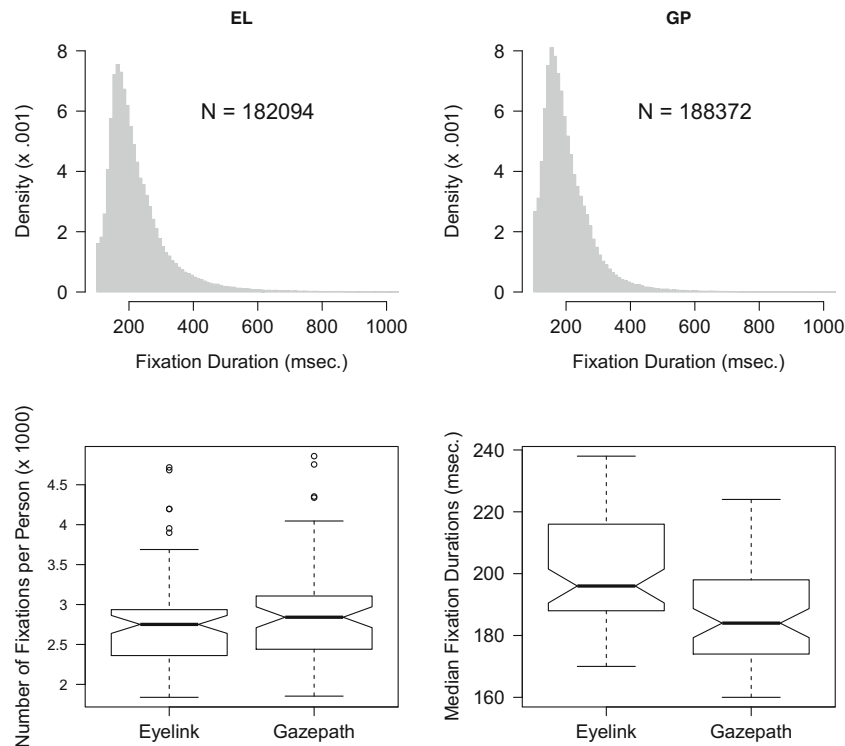 EL
8
6
4
2
0
Density (x .001)
N = 182094
200 400 600 800 1000
Fixation Duration (msec.)
GP
8
6
4
2
0
Density (x .001)
N = 188372
200 400 600 800 1000
Fixation Duration (msec.)
Number of Fixations per Person (x 1000)
4.5
4
3.5
3
2.5
2
Eyelink Gazepath
Median Fixation Durations (msec.)
240
220
200
180
160
Eyelink Gazepath